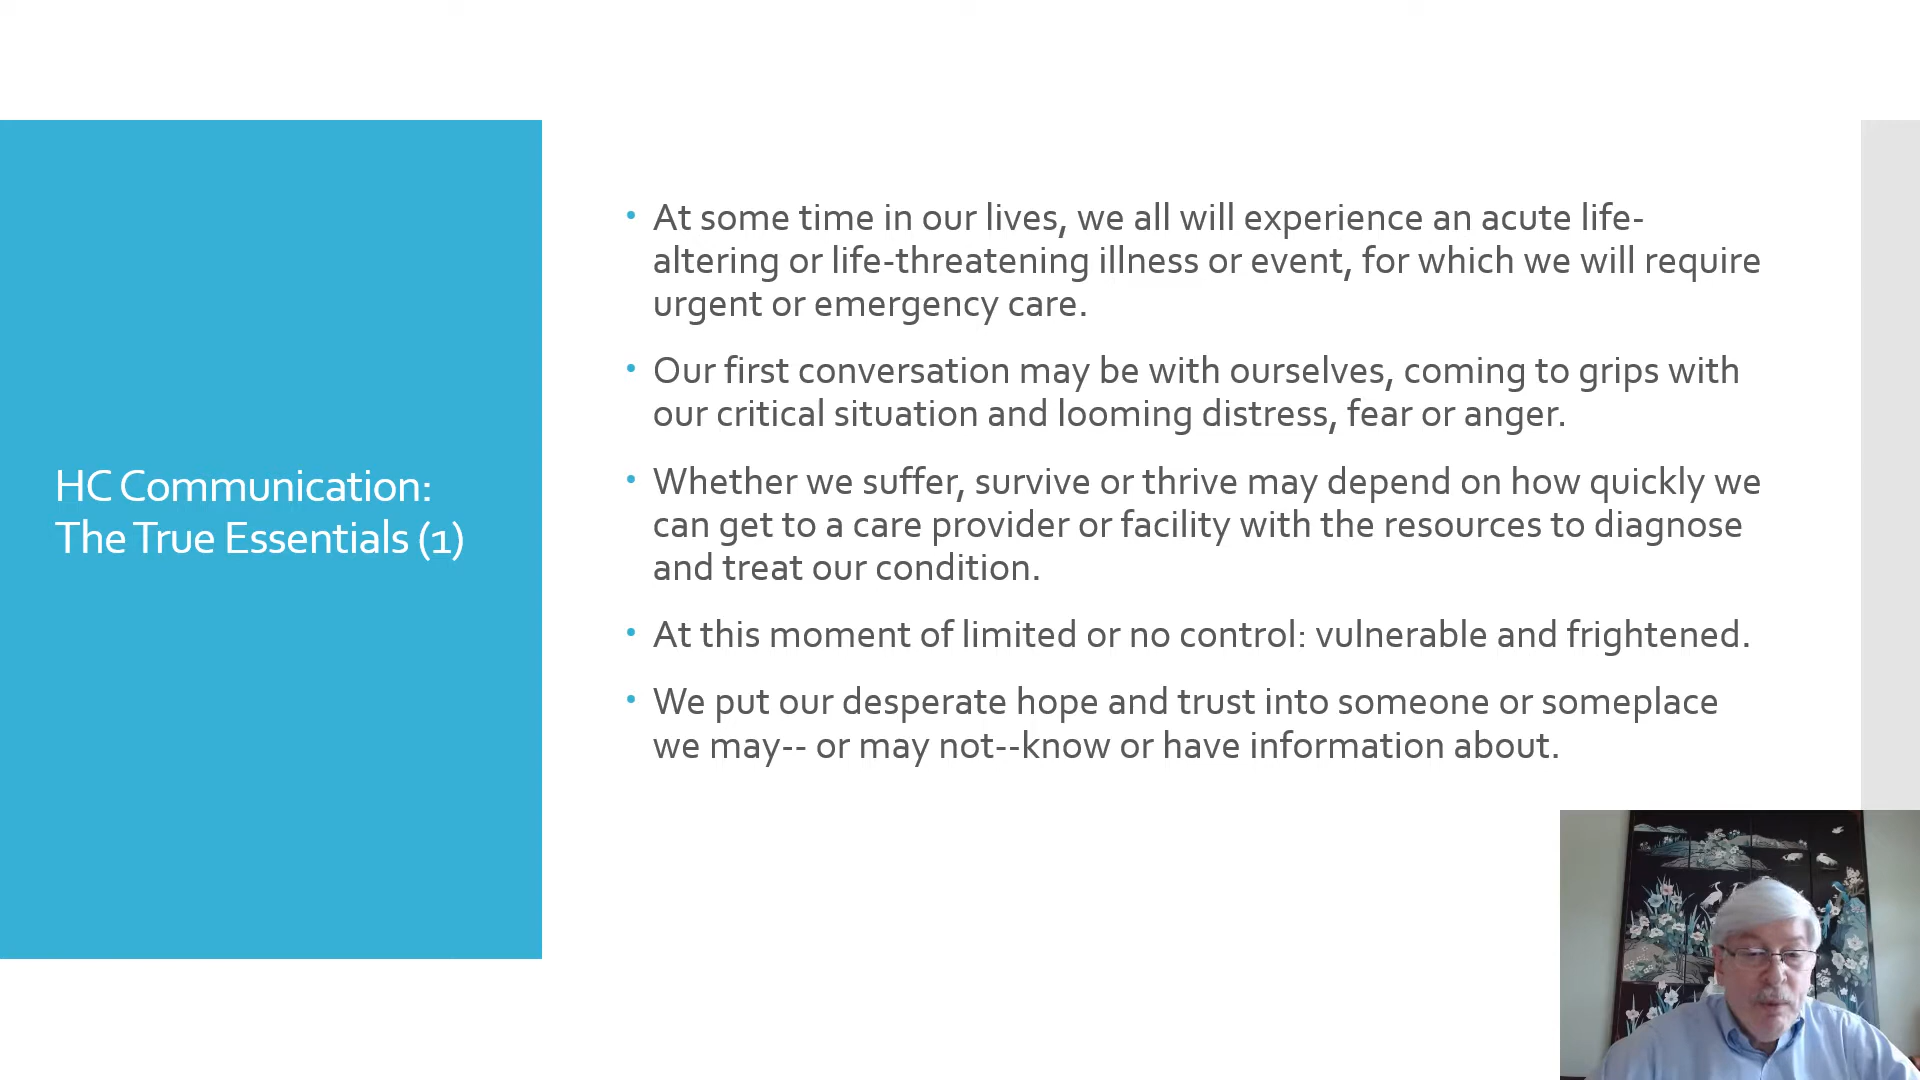 HC Communication:
The True Essentials (1)
• At some time in our lives, we all will experience an acute life-
altering or life-threatening illness or event, for which we will require
urgent or emergency care.
• Our first conversation may be with ourselves, coming to grips with
our critical situation and looming distress, fear or anger.
• Whether we suffer, survive or thrive may depend on how quickly we
can get to a care provider or facility with the resources to diagnose
and treat our condition.
• At this moment of limited or no control: vulnerable and frightened.
• We put our desperate hope and trust into someone or someplace
we may-- or may not--know or have information about.